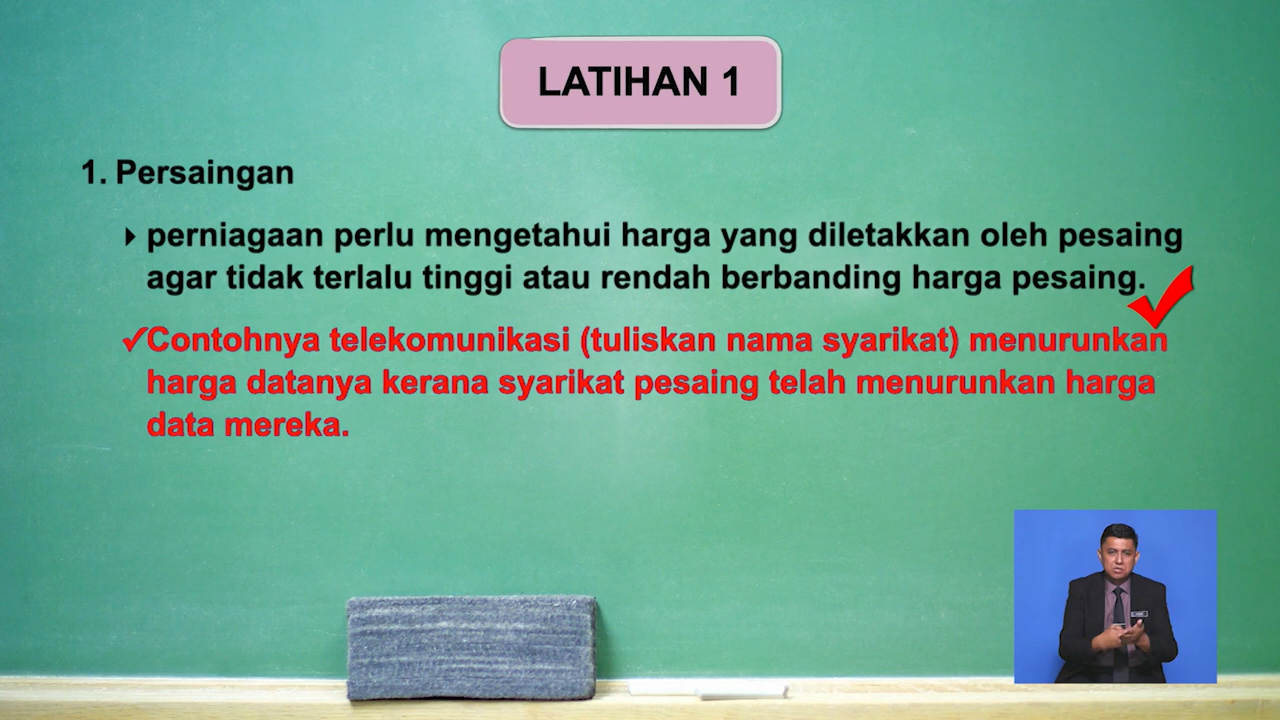 LATIHAN 1
1. Persaingan
perniagaan perlu mengetahui harga yang diletakkan oleh pesaing
agar tidak terlalu tinggi atau rendah berbanding harga pesaing.
Contohnya telekomunikasi (tuliskan nama syarikat) menurunkan
harga datanya kerana syarikat pesaing telah menurunkan harga
data mereka.